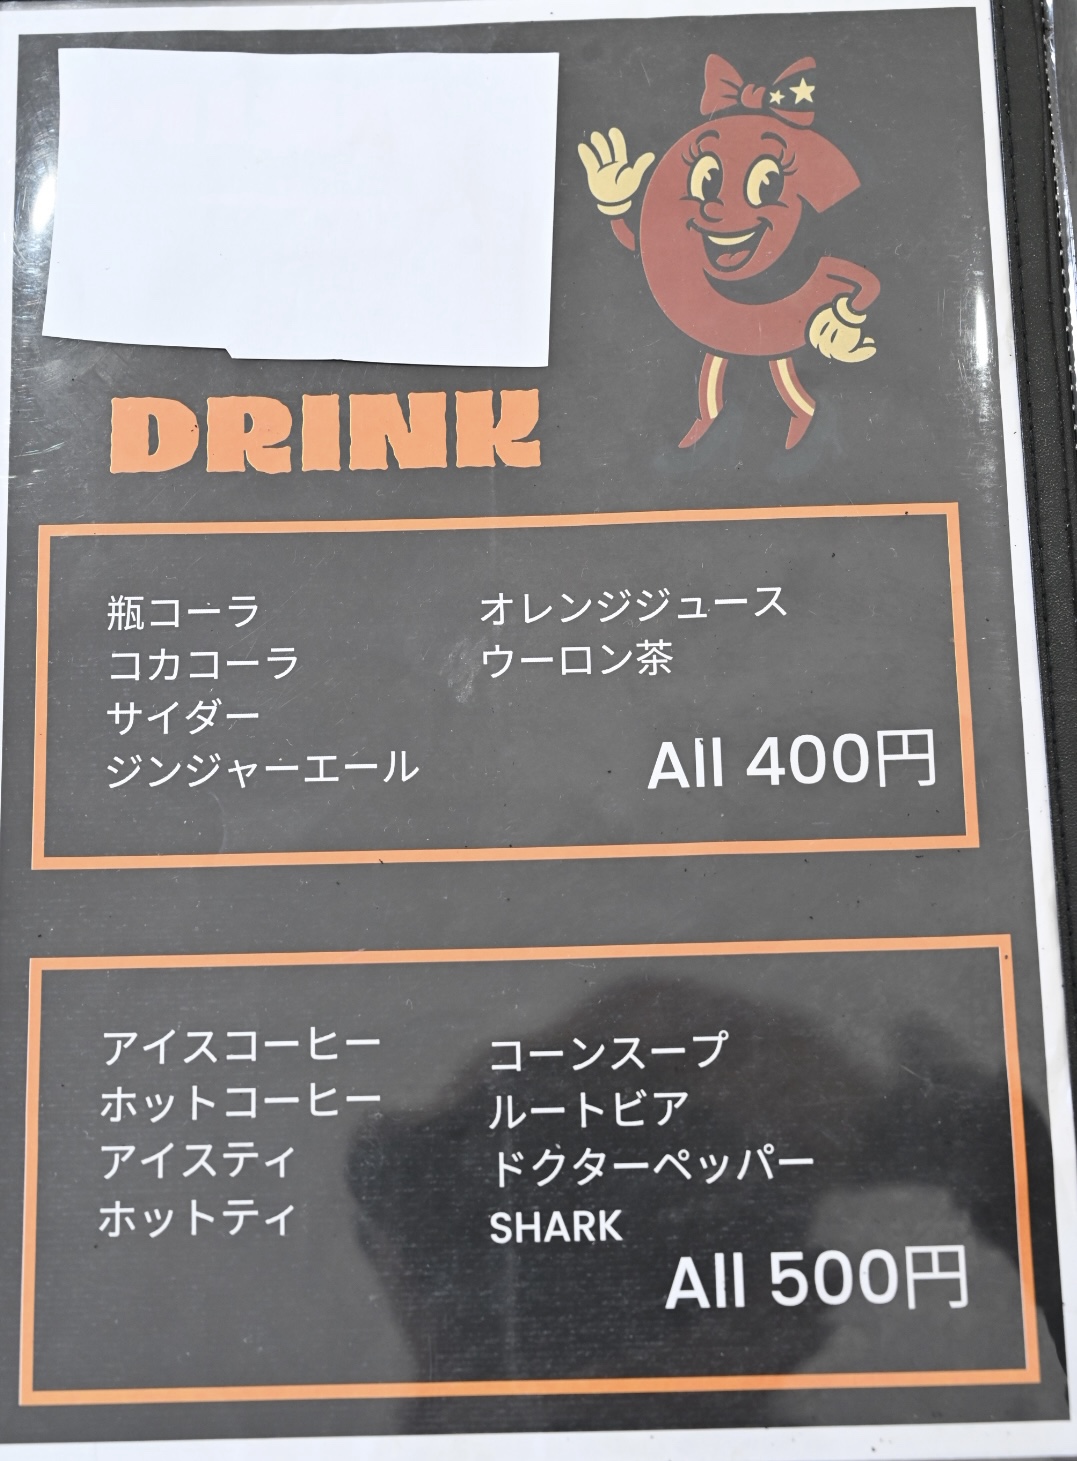 DRINK
瓶コーラ
コカコーラ
サイダー
ジンジャーエール
オレンジジュース
ウーロン茶
All 400円
アイスコーヒー
ホットコーヒー
アイスティ
ホットティ
コーンスープ
ルートビア
ドクターペッパー
SHARK
All 500円